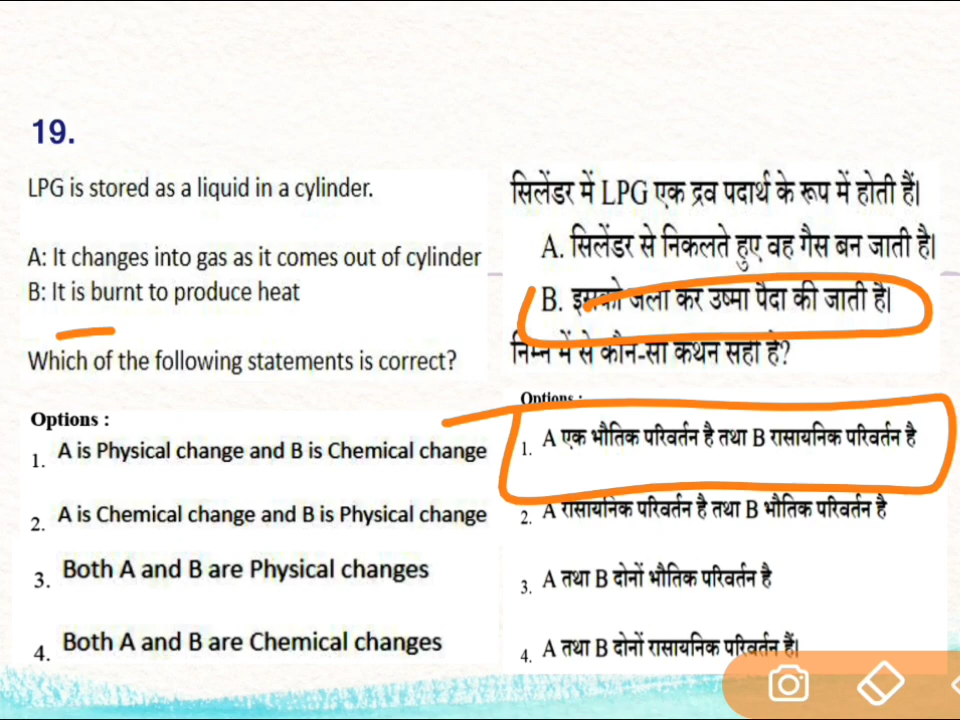 19.
LPG is stored as a liquid in a cylinder.
A: It changes into gas as it comes out of cylinder
B: It is burnt to produce heat
Which of the following statements is correct?
Options :
1. A is Physical change and B is Chemical change
2. A is Chemical change and B is Physical change
3. Both A and B are Physical changes
4. Both A and B are Chemical changes
सिलेंडर में LPG एक द्रव पदार्थ के रूप में होती हैं।
A. सिलेंडर से निकलते हुए वह गैस बन जाती है।
B. इसको जला कर उष्मा पैदा की जाती है।
निम्न में से कौन-सा कथन सही है?
Options :
1. A एक भौतिक परिवर्तन है तथा B रासायनिक परिवर्तन है
2. A रासायनिक परिवर्तन है तथा B भौतिक परिवर्तन है
3. A तथा B दोनों भौतिक परिवर्तन है
4. A तथा B दोनों रासायनिक परिवर्तन हैं।